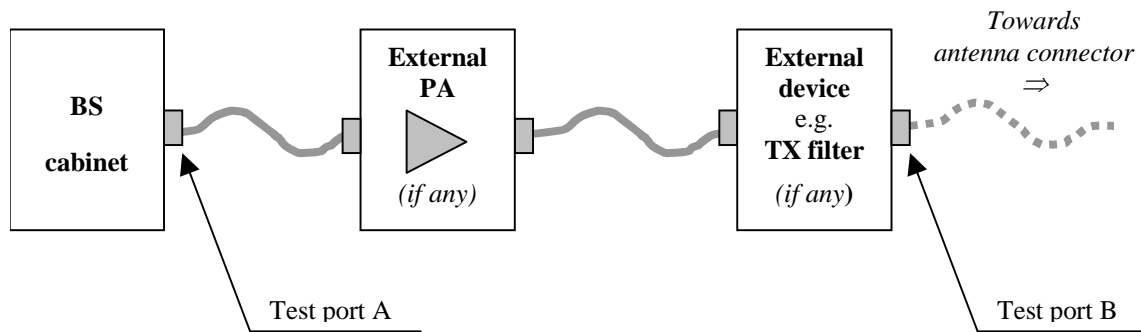 BS
cabinet
External
PA
(if any)
External
device
e.g.
TX filter
(if any)
Towards
antenna connector
⇒
Test port A
Test port B